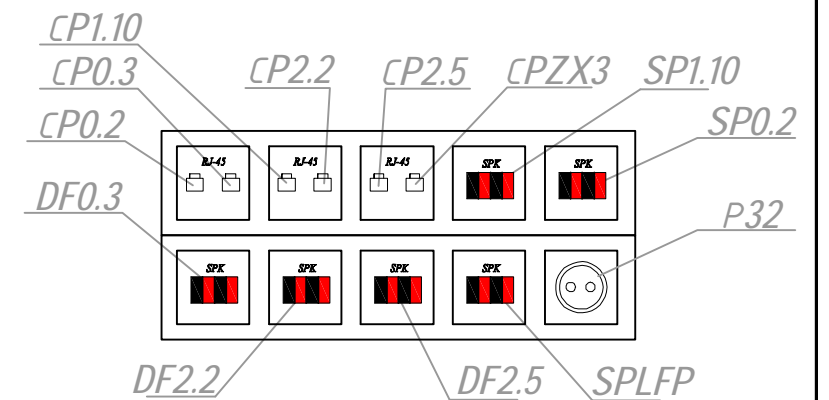 CP1.10
CP0.3
CP2.2
CP2.5
CPZX3
SP1.10
CP0.2
SP0.2
RJ-45
RJ-45
RJ-45
SPK
SPK
DF0.3
P32
SPK
SPK
SPK
SPK
DF2.2
DF2.5
SPLFP